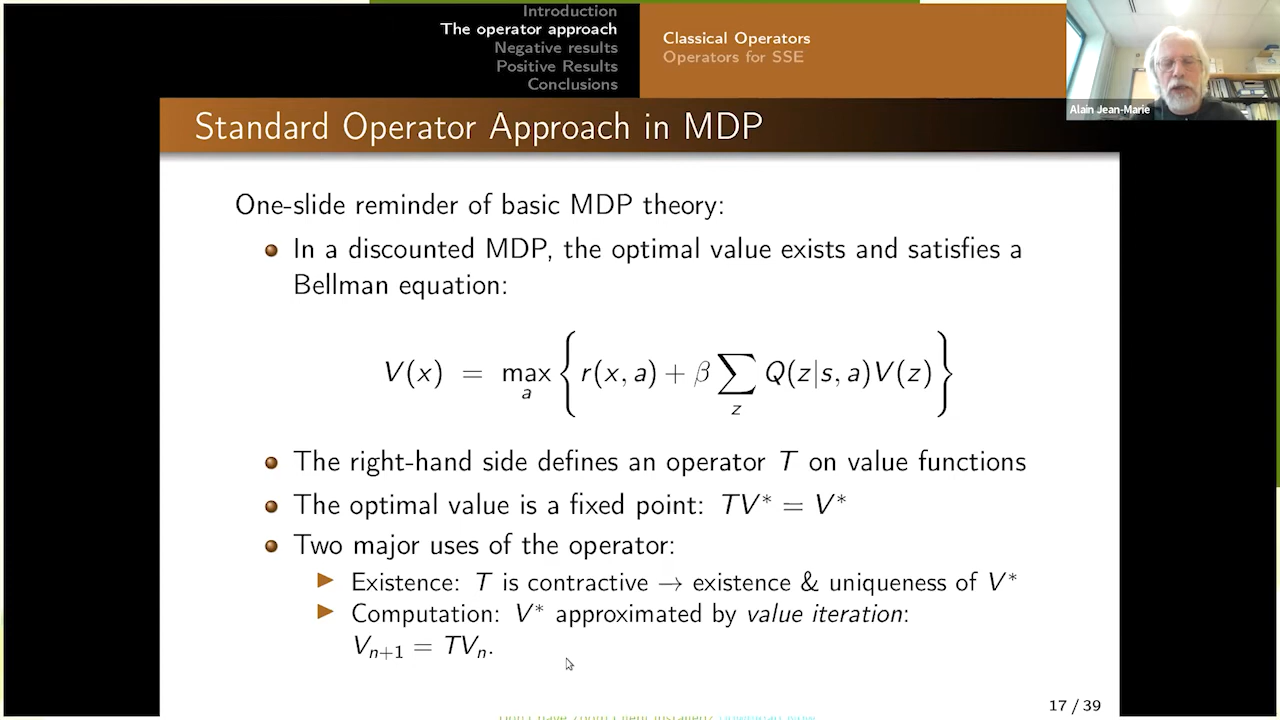 Introduction
The operator approach
Negative results
Positive Results
Conclusions
Classical Operators
Operators for SSE
Alain Jean-Marie
Standard Operator Approach in MDP
One-slide reminder of basic MDP theory:
In a discounted MDP, the optimal value exists and satisfies a
Bellman equation:
V(x) = max_a { r(x, a) + β ∑_z Q(z|s, a)V(z) }
The right-hand side defines an operator T on value functions
The optimal value is a fixed point: TV* = V*
Two major uses of the operator:
Existence: T is contractive → existence & uniqueness of V*
Computation: V* approximated by value iteration:
V_{n+1} = TV_n.
17 / 39